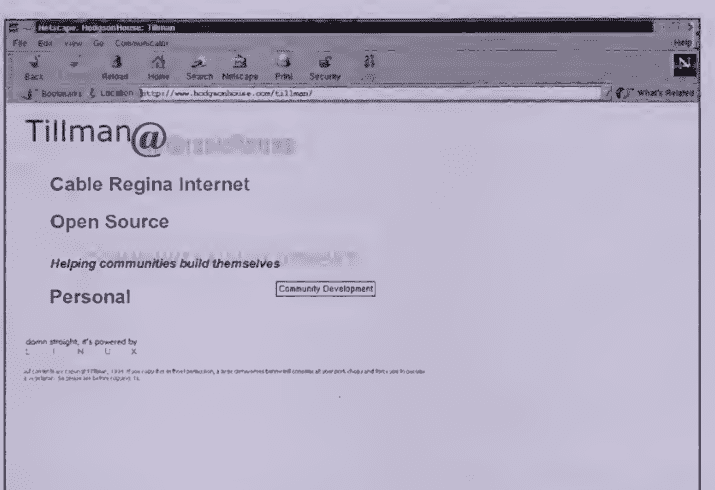 Netscape: HodgsonHouse: Tillman
File Edit View Go Communicator Help
Back Reload Home Search Netscape Print Security
Bookmarks Location http://www.hodgsonhouse.com/tillman/ What's Related
Tillman@
Cable Regina Internet
Open Source
Helping communities build themselves
Personal
Community Development
damn straight, it's powered by
L I N U X